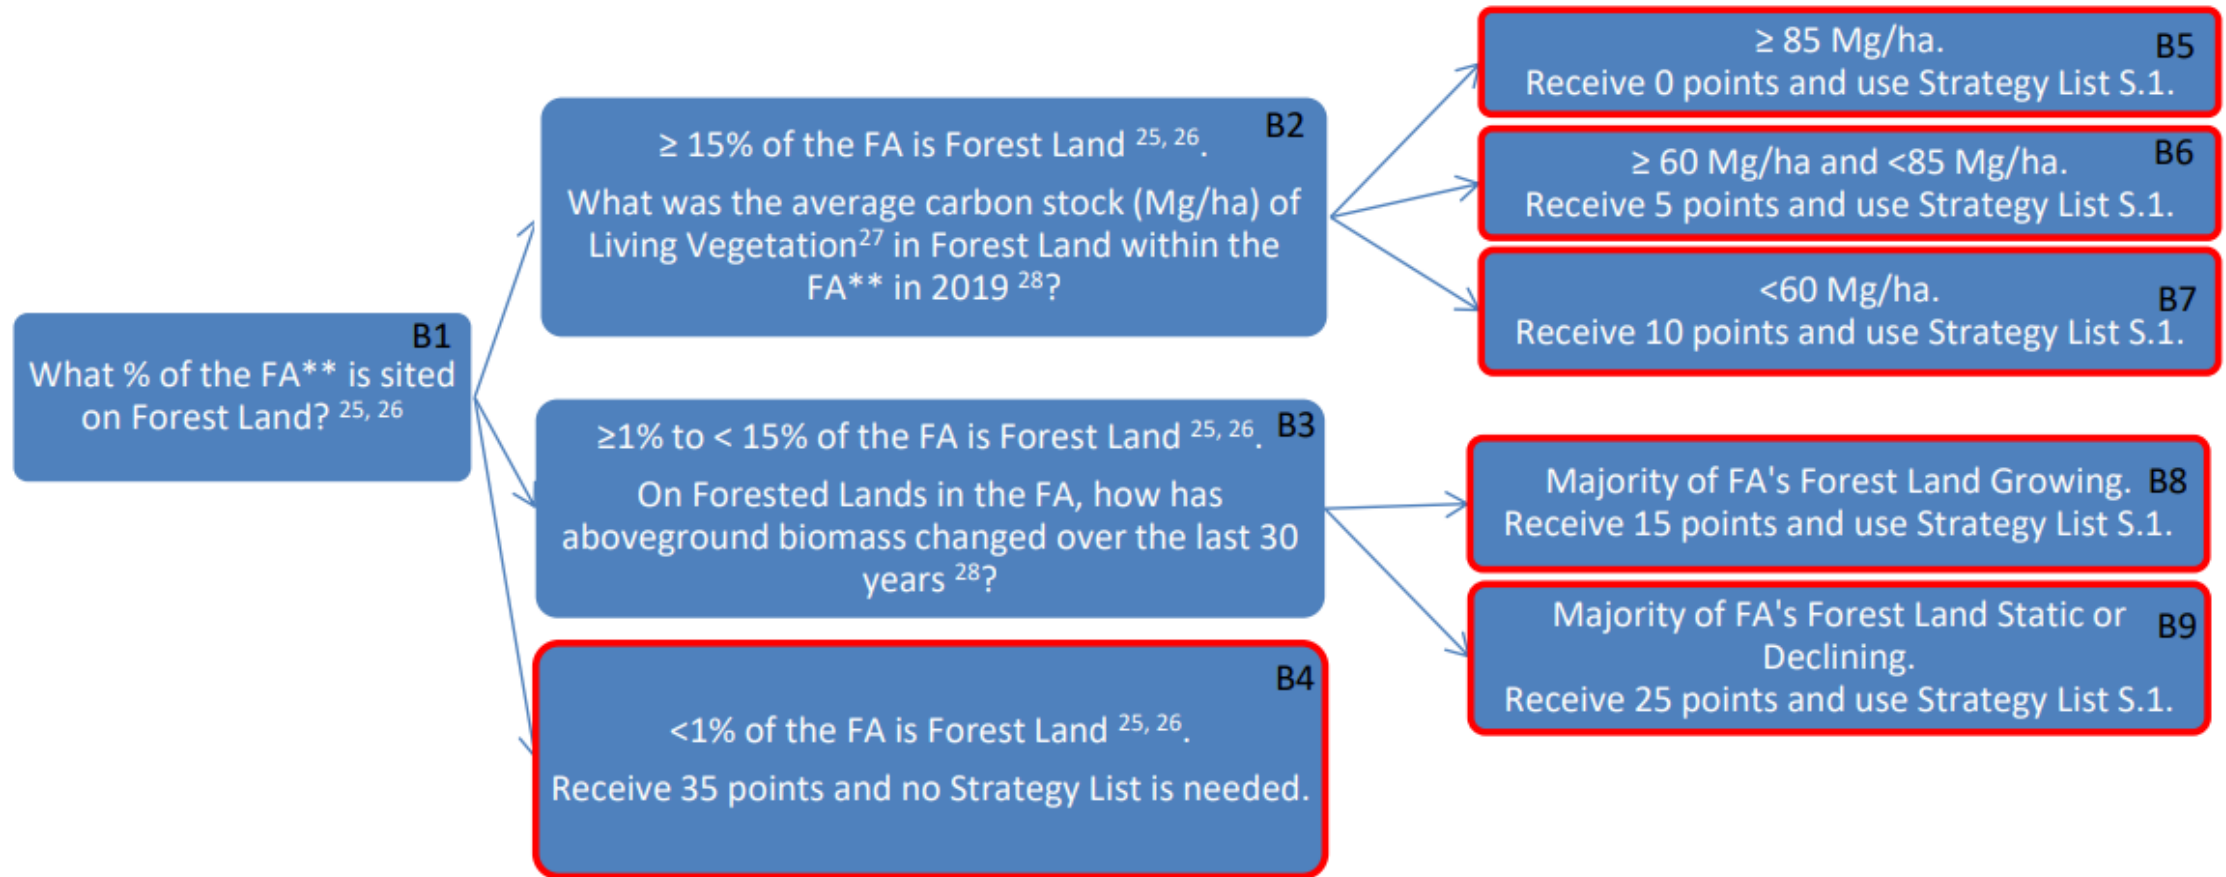 B1
What % of the FA** is sited
on Forest Land? 25, 26
B2
≥ 15% of the FA is Forest Land 25, 26.
What was the average carbon stock (Mg/ha) of
Living Vegetation27 in Forest Land within the
FA** in 2019 28?
B3
≥1% to < 15% of the FA is Forest Land 25, 26.
On Forested Lands in the FA, how has
aboveground biomass changed over the last 30
years 28?
B4
<1% of the FA is Forest Land 25, 26.
Receive 35 points and no Strategy List is needed.
B5
≥ 85 Mg/ha.
Receive 0 points and use Strategy List S.1.
B6
≥ 60 Mg/ha and <85 Mg/ha.
Receive 5 points and use Strategy List S.1.
B7
<60 Mg/ha.
Receive 10 points and use Strategy List S.1.
B8
Majority of FA's Forest Land Growing.
Receive 15 points and use Strategy List S.1.
B9
Majority of FA's Forest Land Static or
Declining.
Receive 25 points and use Strategy List S.1.